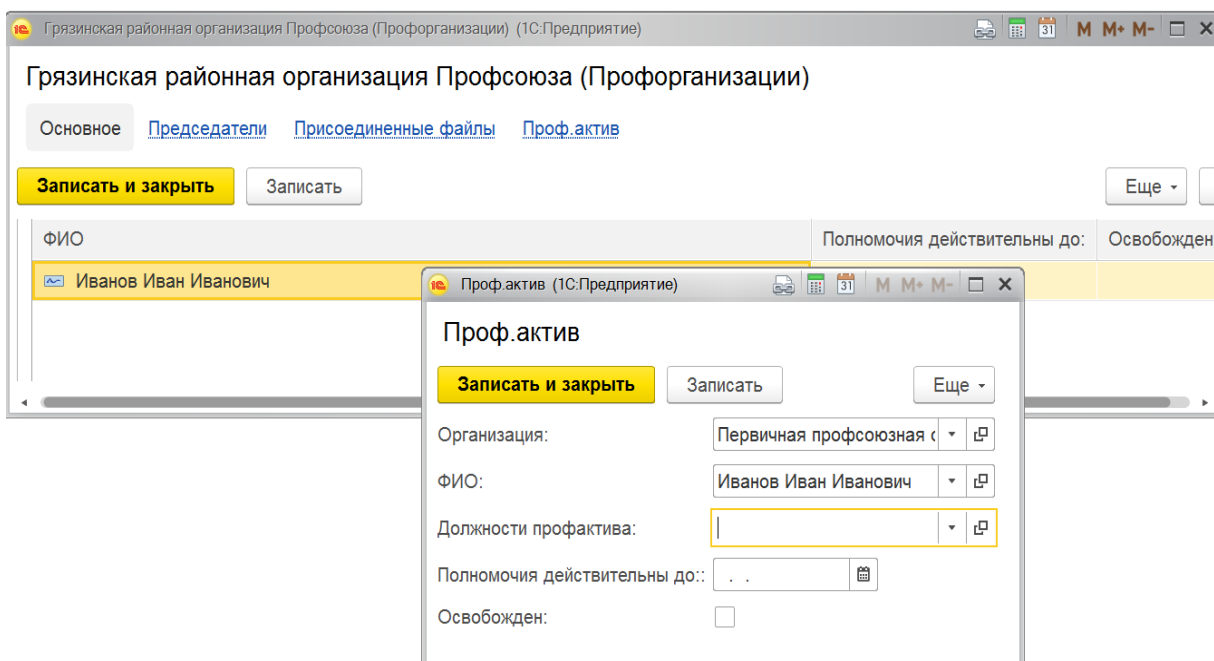 Грязинская районная организация Профсоюза (Профорганизации) (1С:Предприятие)
31 M M+ M-
Грязинская районная организация Профсоюза (Профорганизации)
Основное Председатели Присоединенные файлы Проф.актив
Записать и закрыть Записать Еще
ФИО Полномочия действительны до: Освобожден
Иванов Иван Иванович
Проф.актив (1С:Предприятие) 31 M M+ M-
Проф.актив
Записать и закрыть Записать Еще
Организация: Первичная профсоюзная
ФИО: Иванов Иван Иванович
Должности профактива:
Полномочия действительны до:: . .
Освобожден: